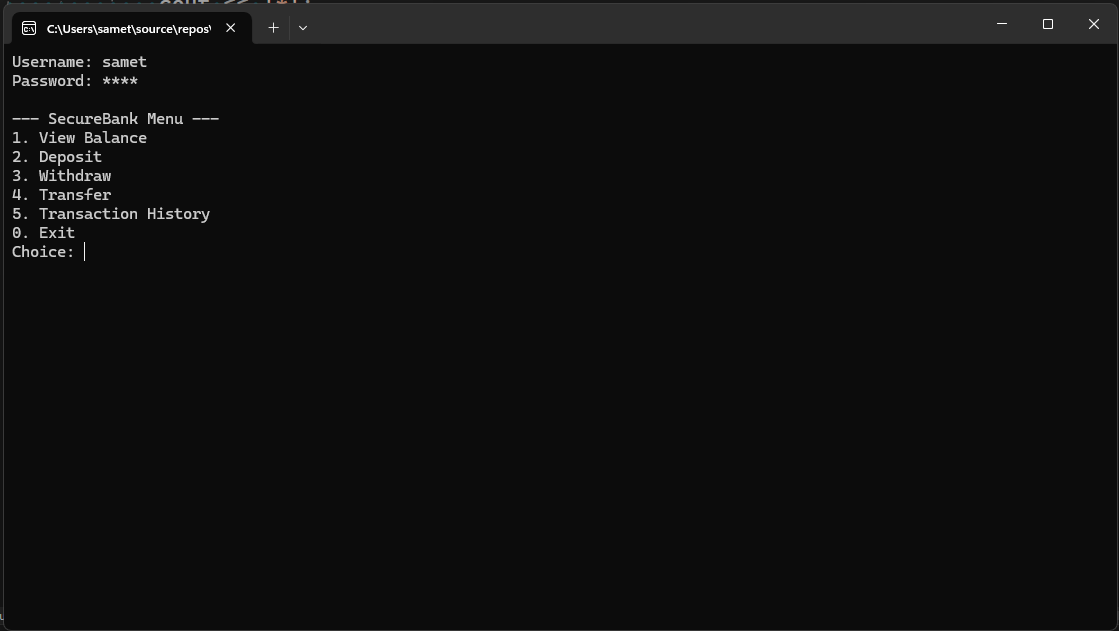 C:\Users\samet\source\repos\
Username: samet
Password: ****
--- SecureBank Menu ---
1. View Balance
2. Deposit
3. Withdraw
4. Transfer
5. Transaction History
0. Exit
Choice: